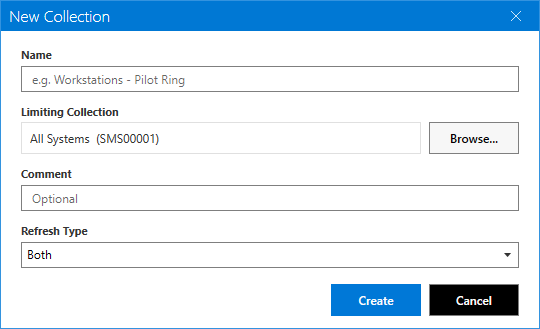 New Collection
Name
e.g. Workstations - Pilot Ring
Limiting Collection
All Systems  (SMS00001)
Browse...
Comment
Optional
Refresh Type
Both
Create
Cancel